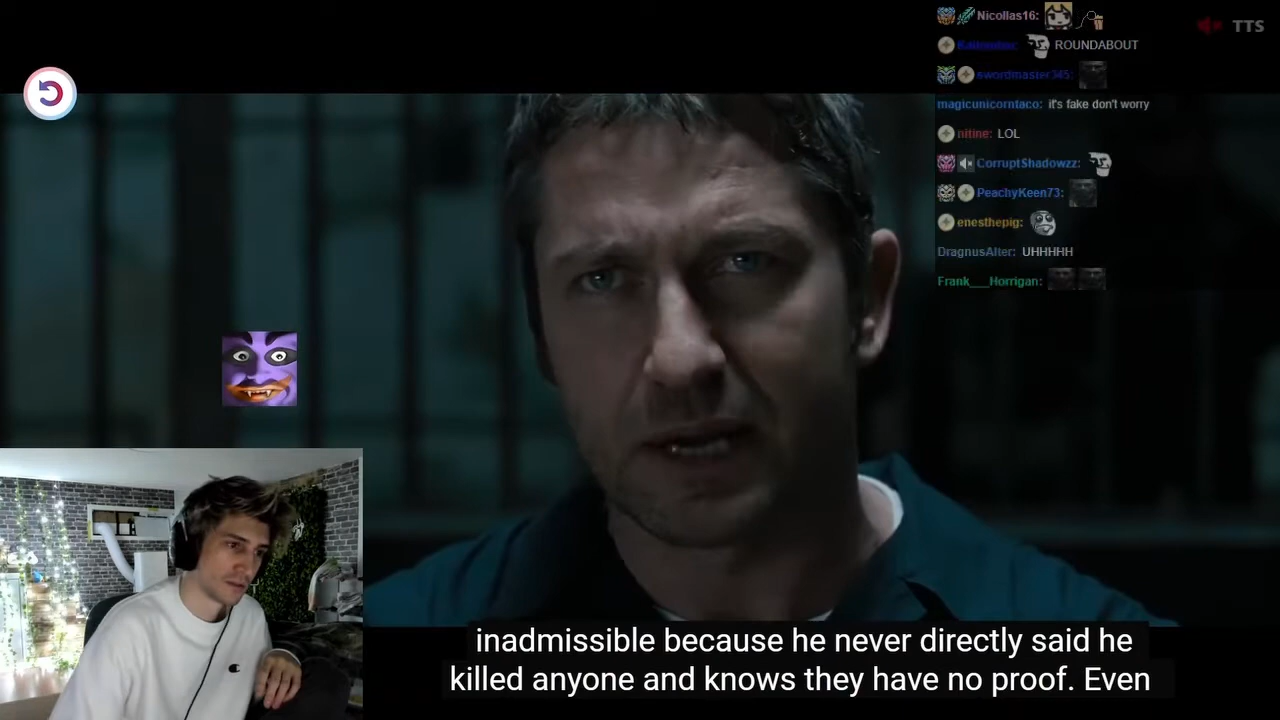 Nicollas16:
TTS
ROUNDABOUT
swordmaster345:
magicunicorntaco: it's fake don't worry
nitine: LOL
CorruptShadowzz:
PeachyKeen73:
enesthepig:
DragnusAlter: UHHHHH
Frank___Horrigan:
inadmissible because he never directly said he
killed anyone and knows they have no proof. Even